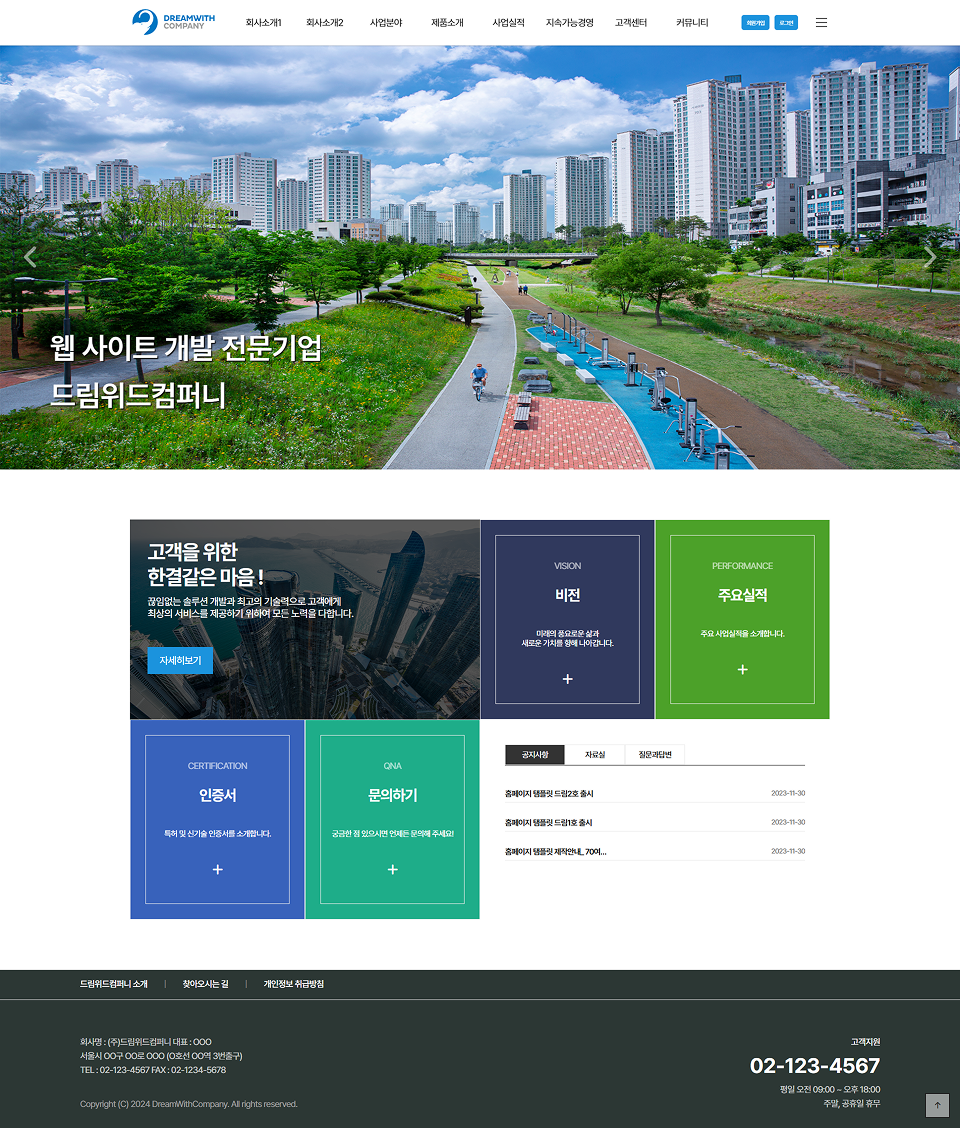 DREAMWITH
COMPANY
회사소개1 회사소개2 사업분야 제품소개 사업실적 지속가능경영 고객센터 커뮤니티
회원가입 로그인
웹 사이트 개발 전문기업
드림위드컴퍼니
고객을 위한
한결같은 마음 !
끊임없는 솔루션 개발과 최고의 기술력으로 고객에게
최상의 서비스를 제공하기 위하여 모든 노력을 다합니다.
자세히보기
VISION
비전
미래의 풍요로운 삶과
새로운 가치를 향해 나아갑니다.
+
PERFORMANCE
주요실적
주요 사업실적을 소개합니다.
+
CERTIFICATION
인증서
특허 및 신기술 인증서를 소개합니다.
+
QNA
문의하기
궁금한 점 있으시면 언제든 문의해 주세요!
+
공지사항 자료실 질문과답변
홈페이지 탬플릿 드림2호 출시 2023-11-30
홈페이지 탬플릿 드림1호 출시 2023-11-30
홈페이지 탬플릿 제작안내_ 70여... 2023-11-30
드림위드컴퍼니 소개 | 찾아오시는 길 | 개인정보 취급방침
회사명 : (주)드림위드컴퍼니 대표 : OOO
서울시 OO구 OO로 OOO (O호선 OO역 3번출구)
TEL : 02-123-4567 FAX : 02-1234-5678
Copyright (C) 2024 DreamWithCompany. All rights reserved.
고객지원
02-123-4567
평일 오전 09:00 ~ 오후 18:00
주말, 공휴일 휴무